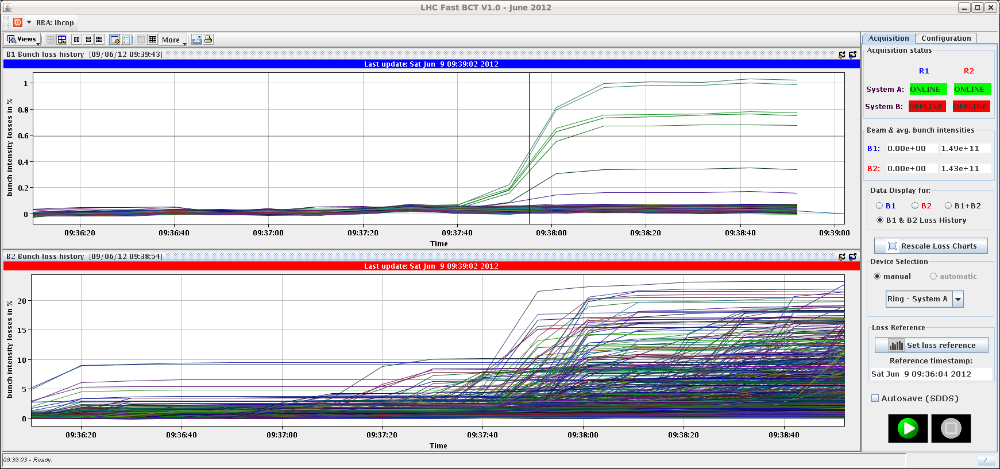 LHC Fast BCT V1.0 - June 2012
RBA: lhcop
Views
More
B1 Bunch loss history [09/06/12 09:39:43]
Last update: Sat Jun 9 09:39:02 2012
bunch intensity losses in %
1
0.8
0.6
0.4
0.2
0
09:36:20 09:36:40 09:37:00 09:37:20 09:37:40 09:38:00 09:38:20 09:38:40 09:39:00
Time
B2 Bunch loss history [09/06/12 09:38:54]
Last update: Sat Jun 9 09:39:02 2012
bunch intensity losses in %
20
15
10
5
0
09:36:20 09:36:40 09:37:00 09:37:20 09:37:40 09:38:00 09:38:20 09:38:40
Time
Acquisition Configuration
Acquisition status
R1 R2
System A: ONLINE ONLINE
System B: OFFLINE OFFLINE
Beam & avg. bunch intensities
B1: 0.00e+00 1.49e+11
B2: 0.00e+00 1.43e+11
Data Display for:
B1 B2 B1+B2
B1 & B2 Loss History
Rescale Loss Charts
Device Selection
manual automatic
Ring - System A
Loss Reference
Set loss reference
Reference timestamp:
Sat Jun 9 09:36:04 2012
Autosave (SDDS)
09:39:03 - Ready.